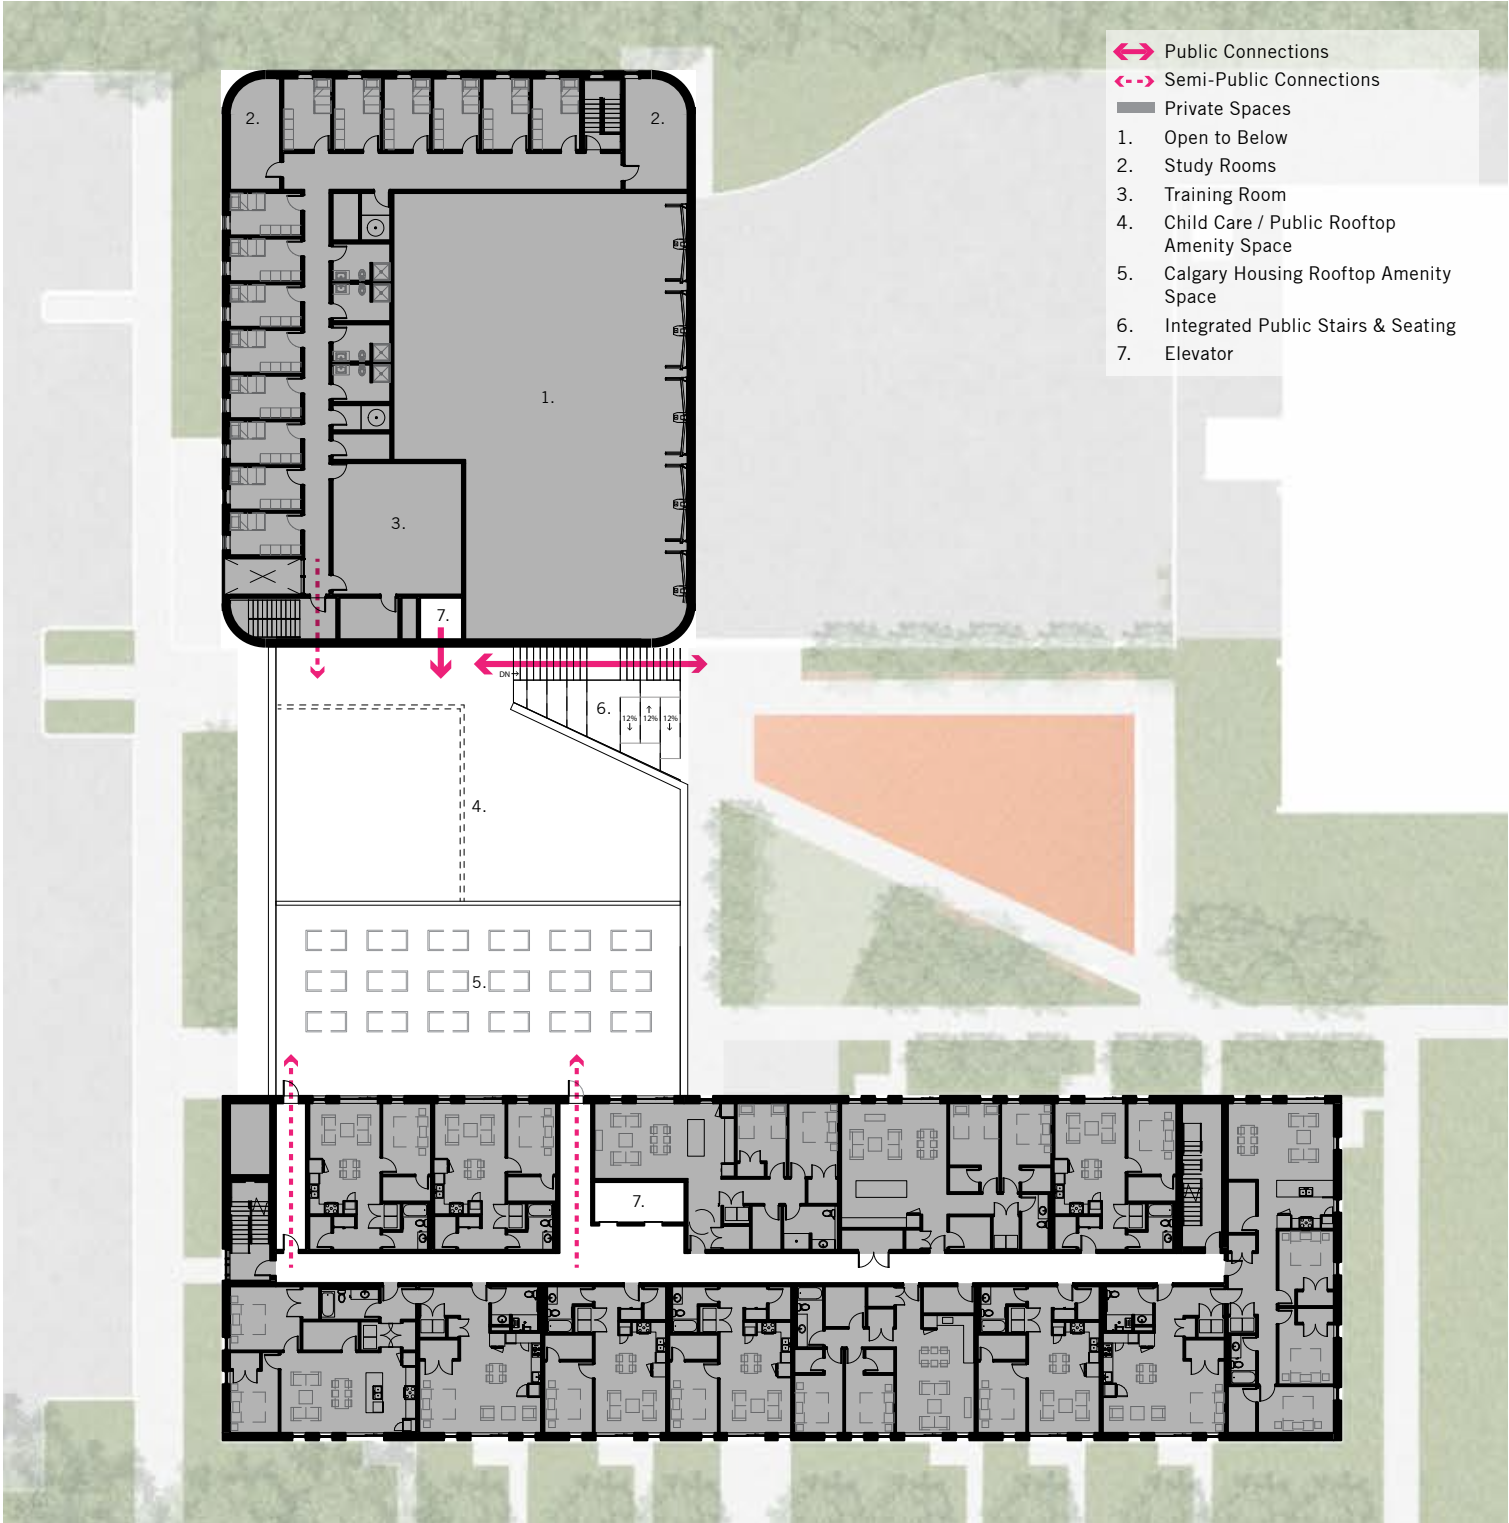 Public Connections
Semi-Public Connections
Private Spaces
1. Open to Below
2. Study Rooms
3. Training Room
4. Child Care / Public Rooftop
Amenity Space
5. Calgary Housing Rooftop Amenity
Space
6. Integrated Public Stairs & Seating
7. Elevator
2. 2.
1.
3.
7.
DN
6.
12% 12% 12%
4.
5.
7.